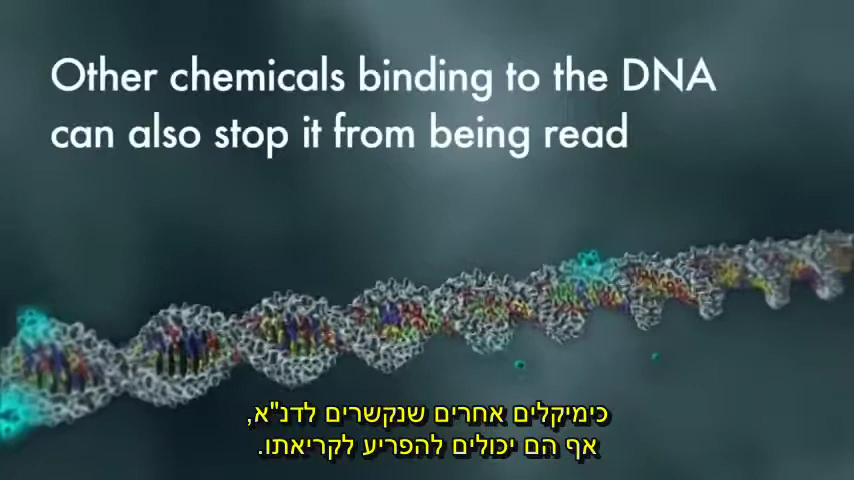 Other chemicals binding to the DNA
can also stop it from being read
כימיקלים אחרים שנקשרים לדנ"א,
אף הם יכולים להפריע לקריאתו.